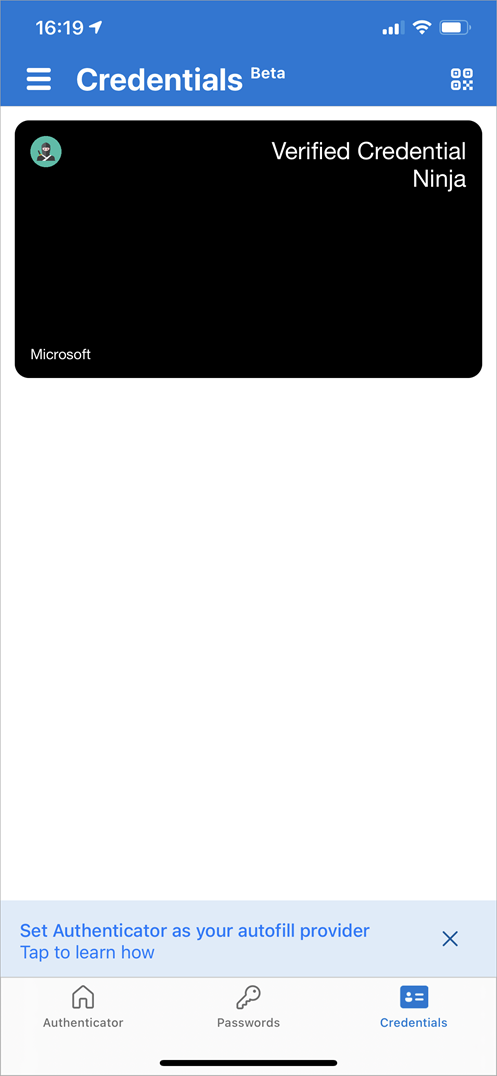 16:19
Credentials Beta
Verified Credential
Ninja
Microsoft
Set Authenticator as your autofill provider
Tap to learn how
Authenticator
Passwords
Credentials